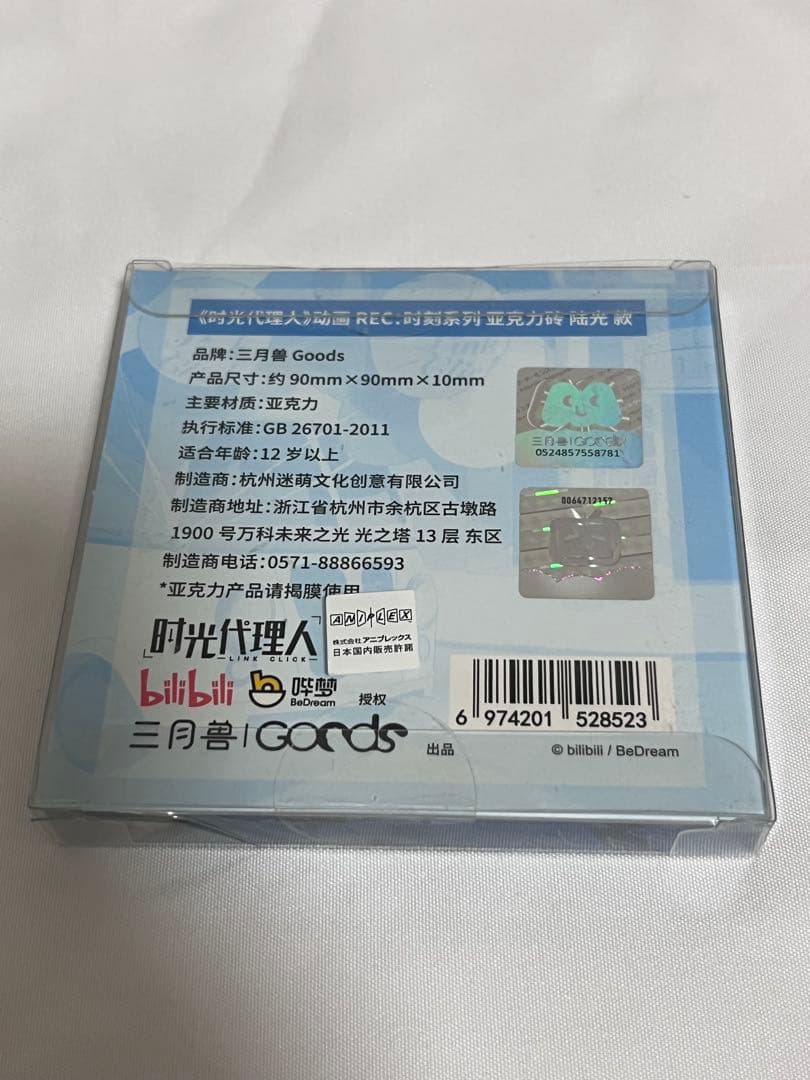 《时光代理人》动画 REC:时刻系列 亚克力砖 陆光 款
品牌:三月兽 Goods
产品尺寸:约 90mm×90mm×10mm
主要材质:亚克力
执行标准:GB 26701-2011
适合年龄:12 岁以上
制造商:杭州迷萌文化创意有限公司
制造商地址:浙江省杭州市余杭区古墩路
1900 号万科未来之光 光之塔 13 层 东区
制造商电话:0571-88866593
*亚克力产品请揭膜使用
三月兽|GOODS
0524857558781
0064712157
时光代理人
LINK CLICK
ANIPLEX
株式会社アニプレックス
日本国内販売許諾
bilibili 哔梦 BeDream 授权
三月兽|Goods 出品
6 974201 528523
© bilibili / BeDream